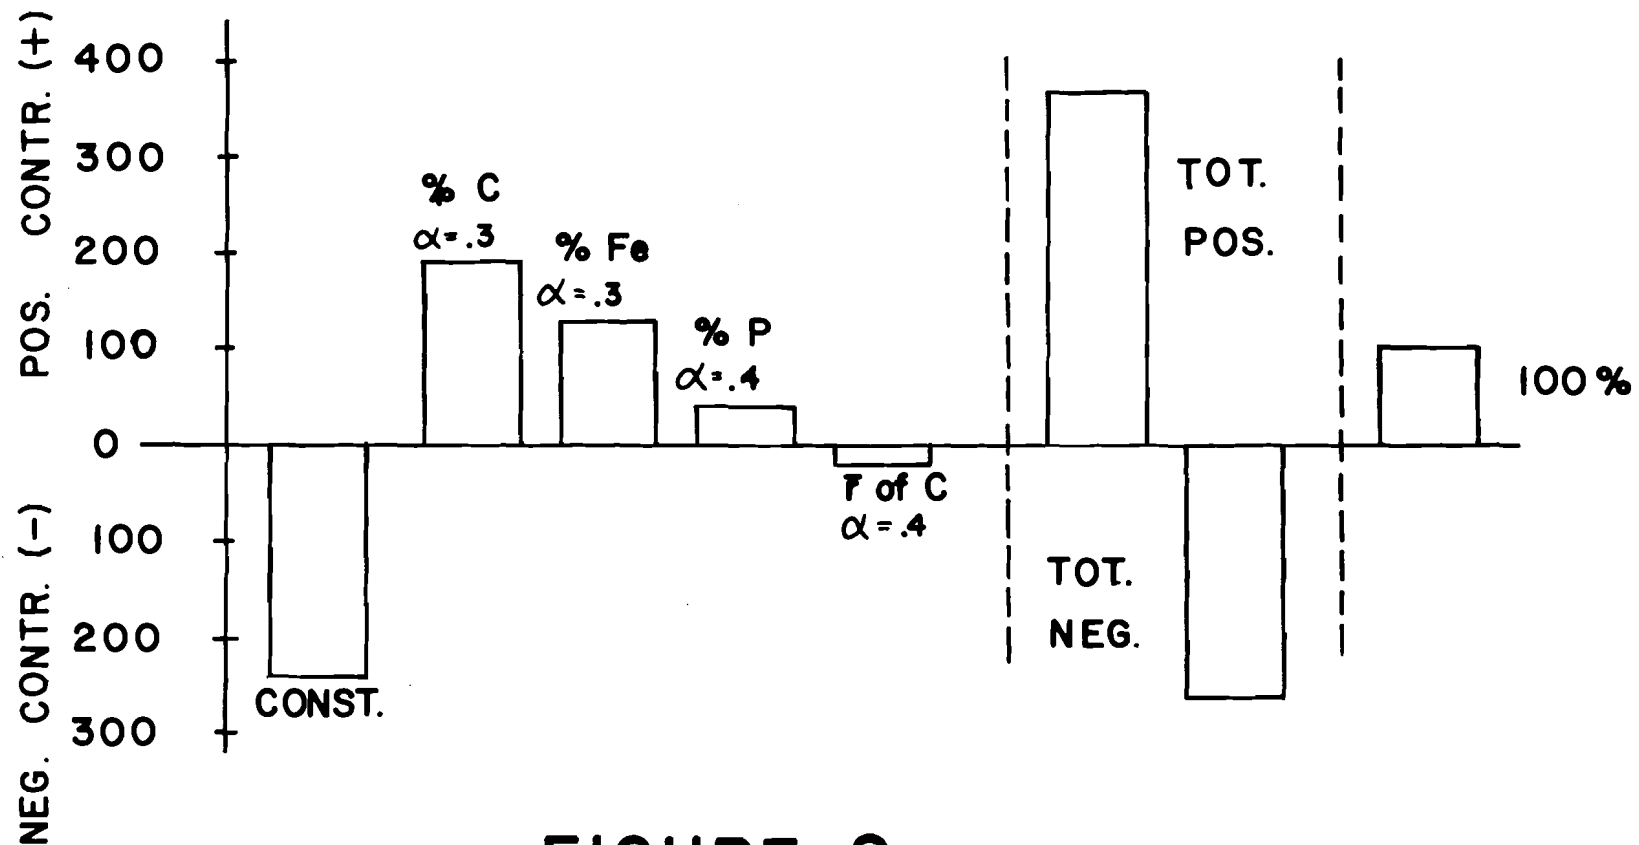 POS. CONTR. (+)
NEG. CONTR. (-)
400
300
200
100
0
100
200
300
CONST.
% C
α=.3
% Fe
α=.3
% P
α=.4
r̄ of C
α=.4
TOT.
POS.
TOT.
NEG.
100%